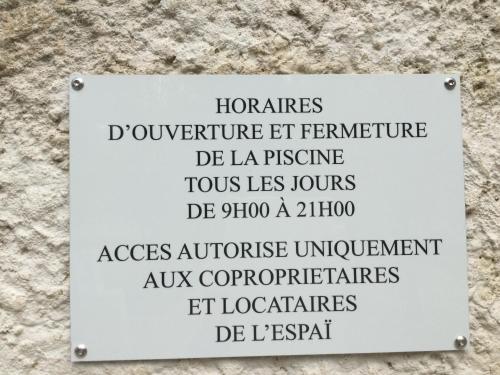 HORAIRES
D'OUVERTURE ET FERMETURE
DE LA PISCINE
TOUS LES JOURS
DE 9H00 À 21H00
ACCES AUTORISE UNIQUEMENT
AUX COPROPRIETAIRES
ET LOCATAIRES
DE L'ESPAÏ